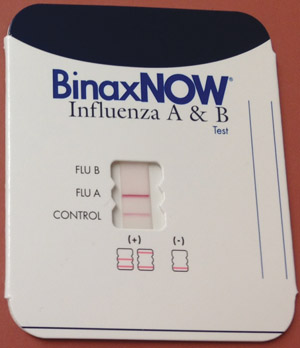 BinaxNOW®
Influenza A & B
Test
FLU B
FLU A
CONTROL
(+) (-)